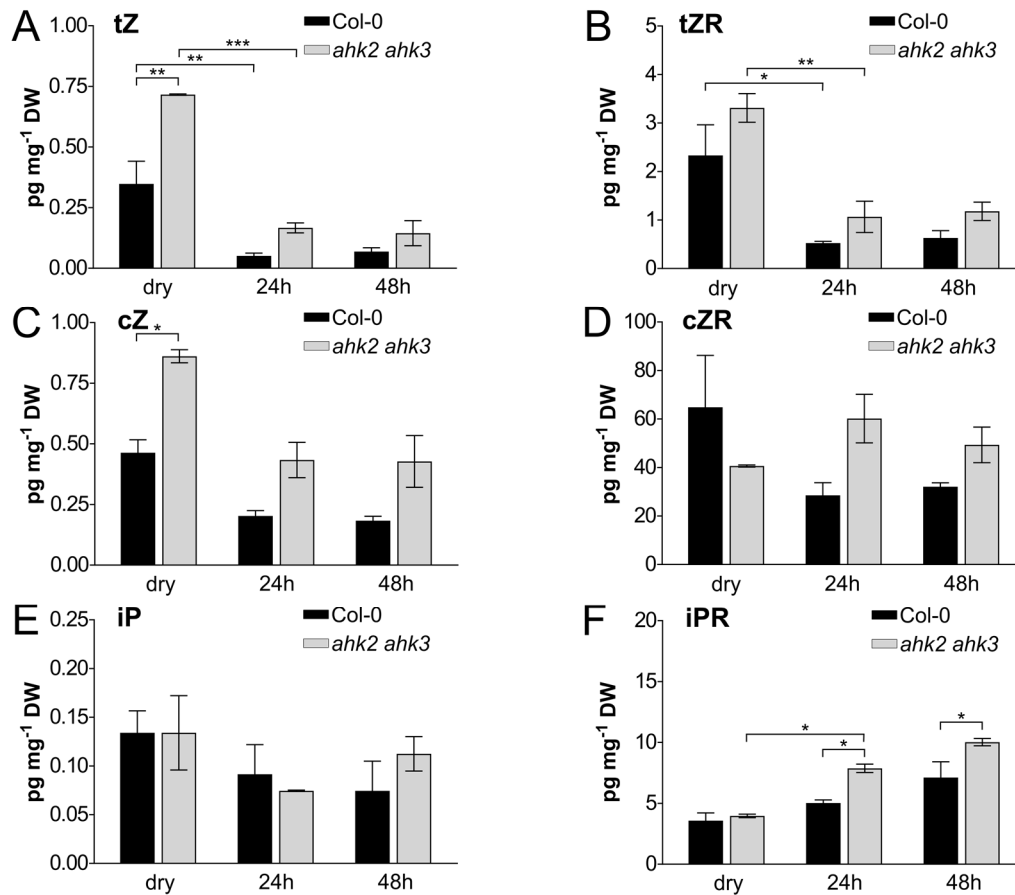 A tZ
Col-0
ahk2 ahk3
***
**
**
pg mg⁻¹ DW
1.00
0.75
0.50
0.25
0.00
dry 24h 48h
B tZR
Col-0
ahk2 ahk3
**
*
pg mg⁻¹ DW
5
4
3
2
1
0
dry 24h 48h
C cZ
Col-0
ahk2 ahk3
*
pg mg⁻¹ DW
1.00
0.75
0.50
0.25
0.00
dry 24h 48h
D cZR
Col-0
ahk2 ahk3
pg mg⁻¹ DW
100
80
60
40
20
0
dry 24h 48h
E iP
Col-0
ahk2 ahk3
pg mg⁻¹ DW
0.25
0.20
0.15
0.10
0.05
0.00
dry 24h 48h
F iPR
Col-0
ahk2 ahk3
*
*
*
pg mg⁻¹ DW
20
15
10
5
0
dry 24h 48h